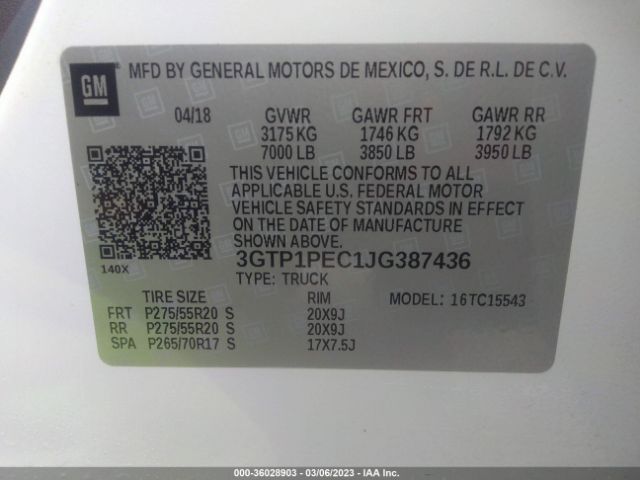 GM
MFD BY GENERAL MOTORS DE MEXICO, S. DE R.L. DE C.V.
04/18 GVWR GAWR FRT GAWR RR
3175 KG 1746 KG 1792 KG
7000 LB 3850 LB 3950 LB
THIS VEHICLE CONFORMS TO ALL
APPLICABLE U.S. FEDERAL MOTOR
VEHICLE SAFETY STANDARDS IN EFFECT
ON THE DATE OF MANUFACTURE
SHOWN ABOVE.
140X 3GTP1PEC1JG387436
TYPE: TRUCK
TIRE SIZE RIM MODEL: 16TC15543
FRT P275/55R20 S 20X9J
RR P275/55R20 S 20X9J
SPA P265/70R17 S 17X7.5J
000-36028903 - 03/06/2023 - IAA Inc.